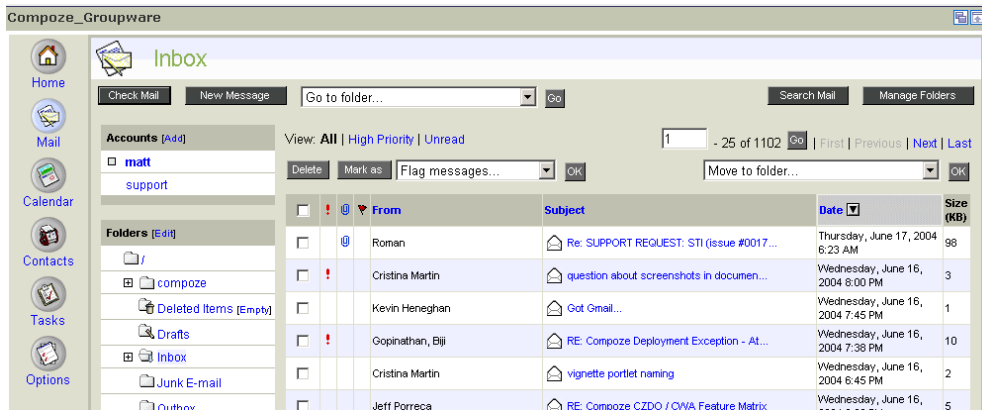 Compoze_Groupware
Home
Mail
Calendar
Contacts
Tasks
Options
Inbox
Check Mail New Message Go to folder... Go Search Mail Manage Folders
Accounts [Add]
matt
support
Folders [Edit]
/
compoze
Deleted Items [Empty]
Drafts
Inbox
Junk E-mail
Outbox
View: All | High Priority | Unread 1 - 25 of 1102 Go | First | Previous | Next | Last
Delete Mark as Flag messages... OK Move to folder... OK
From Subject Date Size
(KB)
Roman Re: SUPPORT REQUEST: STI (issue #0017... Thursday, June 17, 2004
6:23 AM 98
Cristina Martin question about screenshots in documen... Wednesday, June 16,
2004 8:00 PM 3
Kevin Heneghan Got Gmail... Wednesday, June 16,
2004 7:45 PM 1
Gopinathan, Biji RE: Compoze Deployment Exception - At... Wednesday, June 16,
2004 7:38 PM 10
Cristina Martin vignette portlet naming Wednesday, June 16,
2004 6:45 PM 2
Jeff Porreca RE: Compoze CZDO / CWA Feature Matrix Wednesday, June 16,
5